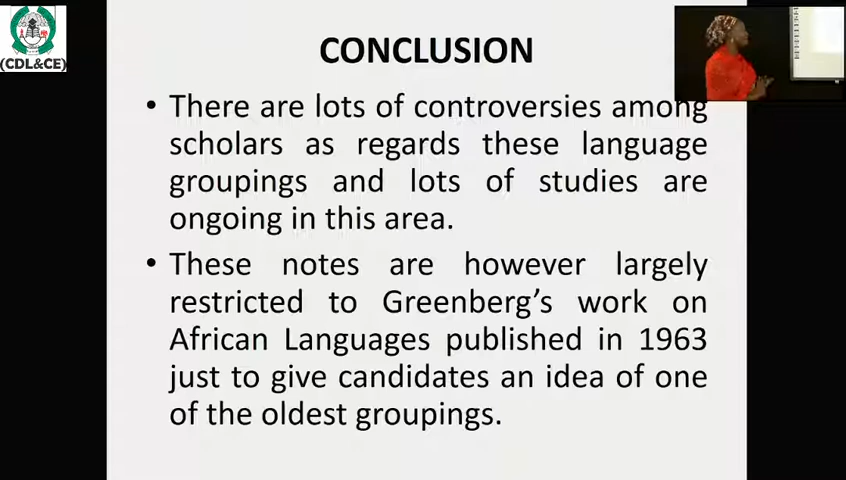 (CDL&CE)
CONCLUSION
• There are lots of controversies among
scholars as regards these language
groupings and lots of studies are
ongoing in this area.
• These notes are however largely
restricted to Greenberg's work on
African Languages published in 1963
just to give candidates an idea of one
of the oldest groupings.